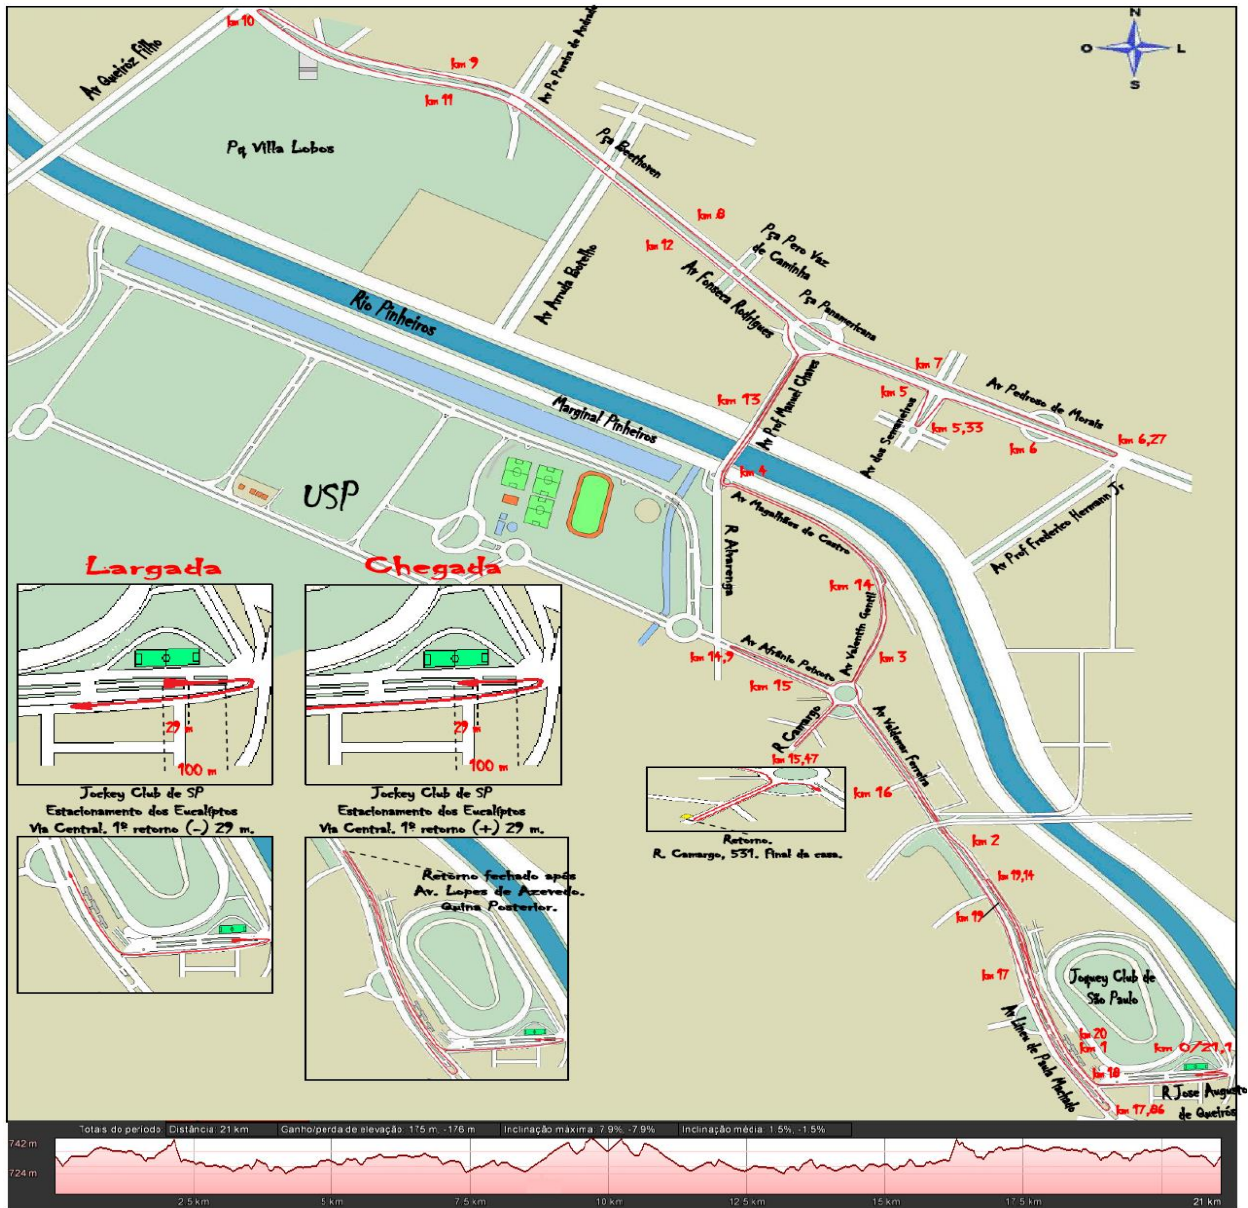 km 10
N
O
L
S
Av Queiróz Filho
km 9
Av Pe Pereira de Andrade
km 11
Pq Villa Lobos
Pça Beethoven
km 8
km 12
Pça Pero Vaz
de Caminha
Av Fonseca Rodrigues
Pça Panamericana
Av Arruda Botelho
Rio Pinheiros
km 7
km 5
Av Pedroso de Morais
km 13
Av Prof Manuel Chaves
Marginal Pinheiros
Av dos Semaneiros
km 5,33
km 6
km 6,27
km 4
USP
Av Magalhães de Castro
Av Prof Frederico Hermann Jr
R Alvarenga
Largada
Chegada
km 14
Av Valentin Gentil
km 14,9
Av Afrânio Peixoto
km 3
km 15
29 m
100 m
29 m
100 m
R Camargo
Av Valdemar Ferreira
km 15,47
Jockey Club de SP
Estacionamento dos Eucalíptos
Via Central. 1º retorno (-) 29 m.
Jockey Club de SP
Estacionamento dos Eucalíptos
Via Central. 1º retorno (+) 29 m.
km 16
Retorno.
R. Camargo, 531. Final da casa.
km 2
Retorno fechado após
Av. Lopes de Azevedo.
Quina Posterior.
km 19,14
km 19
km 17
Joquey Club de
São Paulo
Av Lineu de Paula Machado
km 20
km 1
km 0/21,1
km 18
R Jose Augusto
de Queirós
km 17,86
Totais do período
Distância: 21 km
Ganho/perda de elevação: 175 m, -176 m
Inclinação máxima: 7.9%, -7.9%
Inclinação média: 1.5%, -1.5%
742 m
724 m
2.5 km
5 km
7.5 km
10 km
12.5 km
15 km
17.5 km
21 km